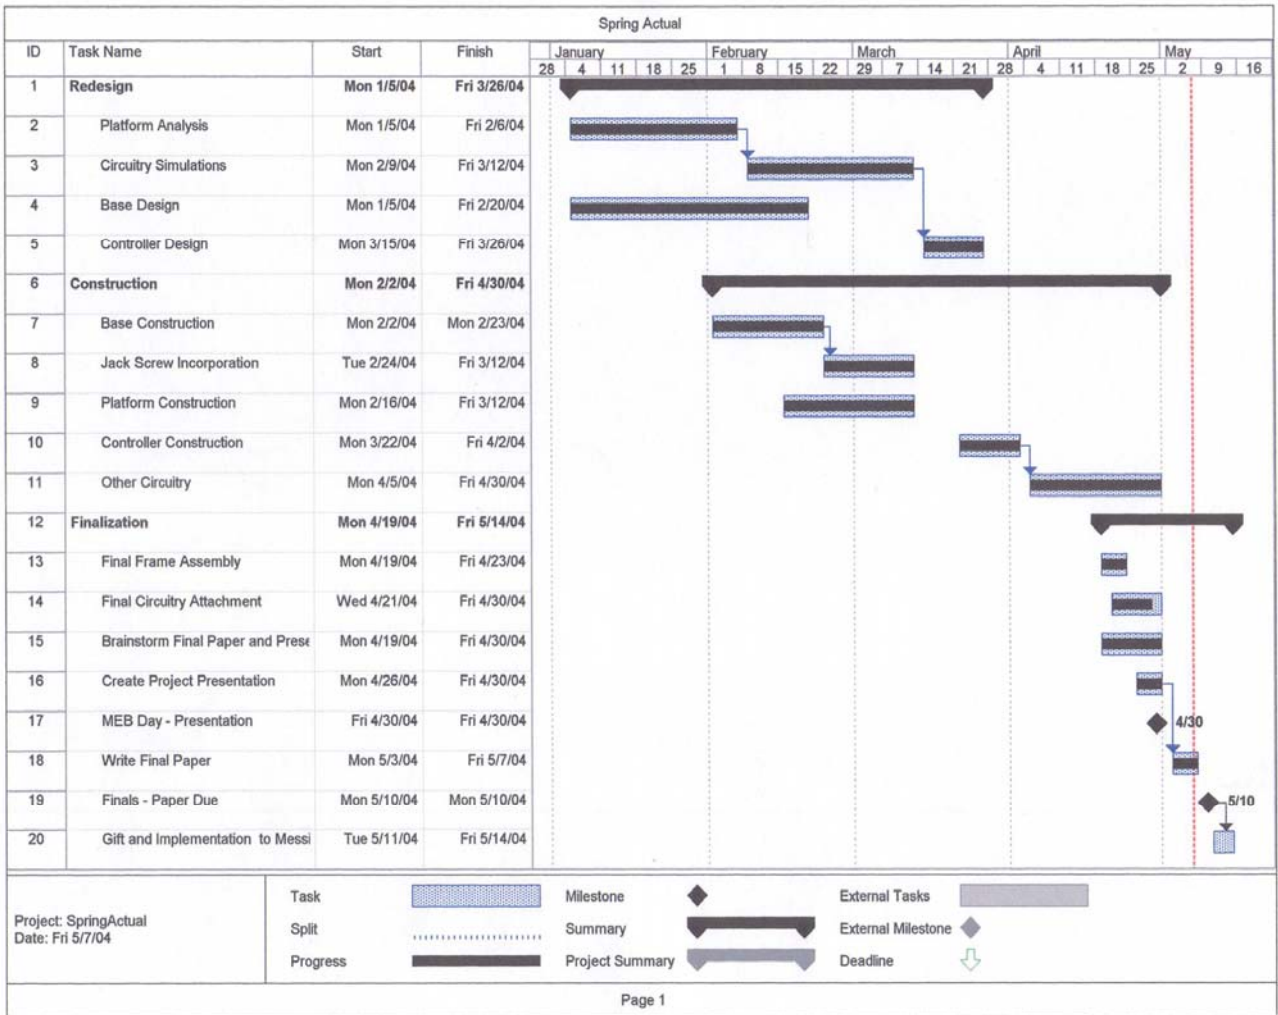 Spring Actual
ID Task Name Start Finish January February March April May
28 4 11 18 25 1 8 15 22 29 7 14 21 28 4 11 18 25 2 9 16
1 Redesign Mon 1/5/04 Fri 3/26/04
2 Platform Analysis Mon 1/5/04 Fri 2/6/04
3 Circuitry Simulations Mon 2/9/04 Fri 3/12/04
4 Base Design Mon 1/5/04 Fri 2/20/04
5 Controller Design Mon 3/15/04 Fri 3/26/04
6 Construction Mon 2/2/04 Fri 4/30/04
7 Base Construction Mon 2/2/04 Mon 2/23/04
8 Jack Screw Incorporation Tue 2/24/04 Fri 3/12/04
9 Platform Construction Mon 2/16/04 Fri 3/12/04
10 Controller Construction Mon 3/22/04 Fri 4/2/04
11 Other Circuitry Mon 4/5/04 Fri 4/30/04
12 Finalization Mon 4/19/04 Fri 5/14/04
13 Final Frame Assembly Mon 4/19/04 Fri 4/23/04
14 Final Circuitry Attachment Wed 4/21/04 Fri 4/30/04
15 Brainstorm Final Paper and Prese Mon 4/19/04 Fri 4/30/04
16 Create Project Presentation Mon 4/26/04 Fri 4/30/04
17 MEB Day - Presentation Fri 4/30/04 Fri 4/30/04 4/30
18 Write Final Paper Mon 5/3/04 Fri 5/7/04
19 Finals - Paper Due Mon 5/10/04 Mon 5/10/04 5/10
20 Gift and Implementation to Messi Tue 5/11/04 Fri 5/14/04
Project: SpringActual
Date: Fri 5/7/04
Task Milestone External Tasks
Split Summary External Milestone
Progress Project Summary Deadline
Page 1